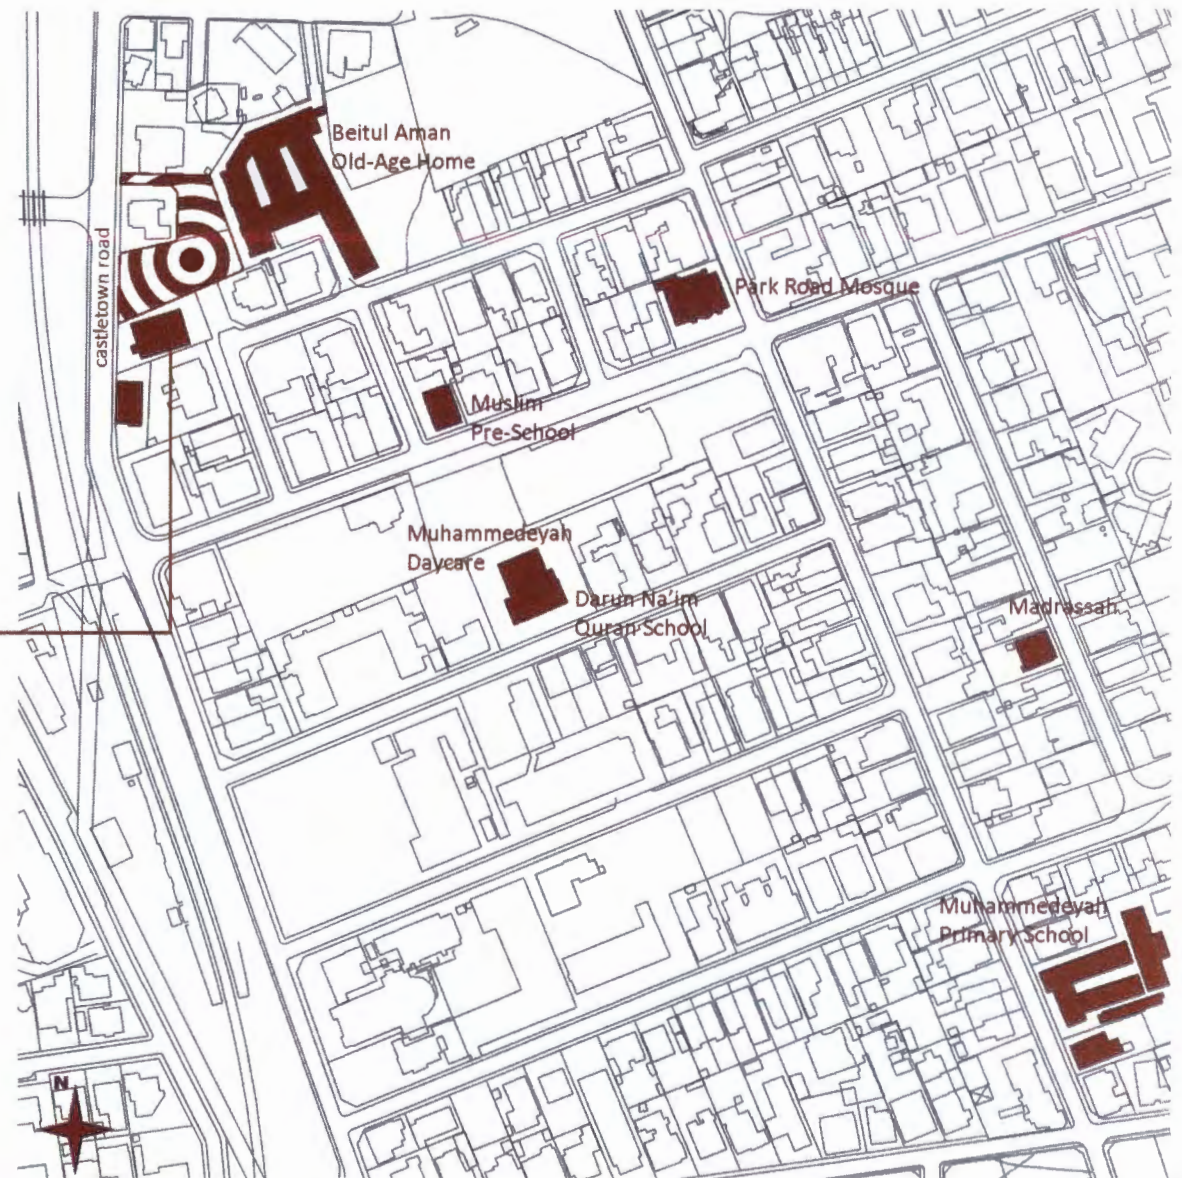 Beitul Aman
Old-Age Home
castletown road
Park Road Mosque
Muslim
Pre-School
Muhammedeyah
Daycare
Darun Na'im
Quran School
Madrassah
Muhammedeyah
Primary School
N